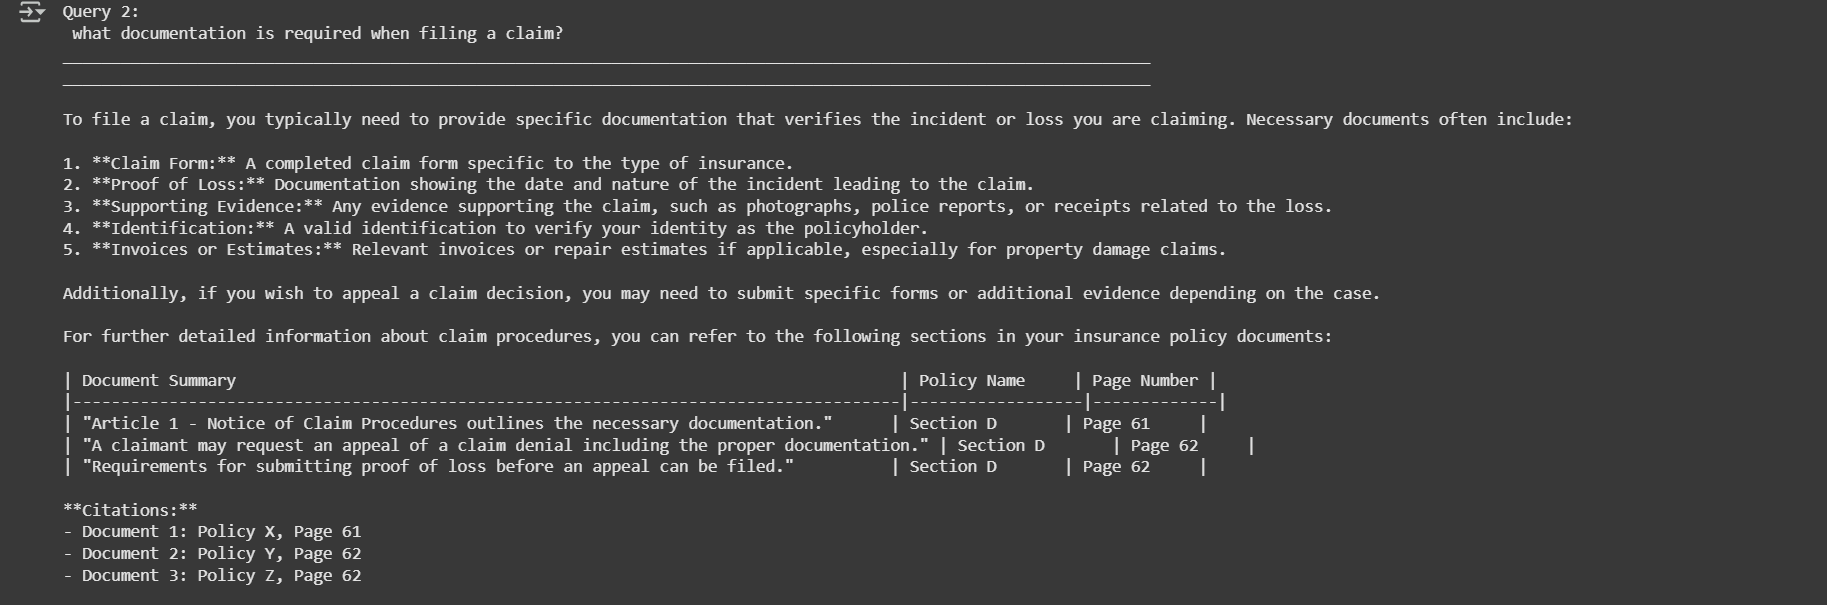 Query 2:
what documentation is required when filing a claim?
To file a claim, you typically need to provide specific documentation that verifies the incident or loss you are claiming. Necessary documents often include:
1. **Claim Form:** A completed claim form specific to the type of insurance.
2. **Proof of Loss:** Documentation showing the date and nature of the incident leading to the claim.
3. **Supporting Evidence:** Any evidence supporting the claim, such as photographs, police reports, or receipts related to the loss.
4. **Identification:** A valid identification to verify your identity as the policyholder.
5. **Invoices or Estimates:** Relevant invoices or repair estimates if applicable, especially for property damage claims.
Additionally, if you wish to appeal a claim decision, you may need to submit specific forms or additional evidence depending on the case.
For further detailed information about claim procedures, you can refer to the following sections in your insurance policy documents:
| Document Summary | Policy Name | Page Number |
|--------------------------------------------------------------------------------------|------------------|-------------|
| "Article 1 - Notice of Claim Procedures outlines the necessary documentation." | Section D | Page 61 |
| "A claimant may request an appeal of a claim denial including the proper documentation." | Section D | Page 62 |
| "Requirements for submitting proof of loss before an appeal can be filed." | Section D | Page 62 |
**Citations:**
- Document 1: Policy X, Page 61
- Document 2: Policy Y, Page 62
- Document 3: Policy Z, Page 62